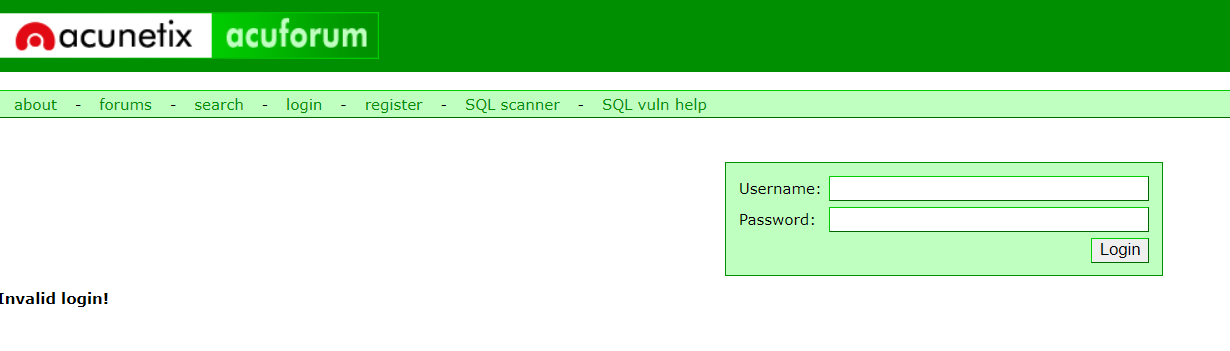 acunetix acuforum
about - forums - search - login - register - SQL scanner - SQL vuln help
Username:
Password:
Login
Invalid login!